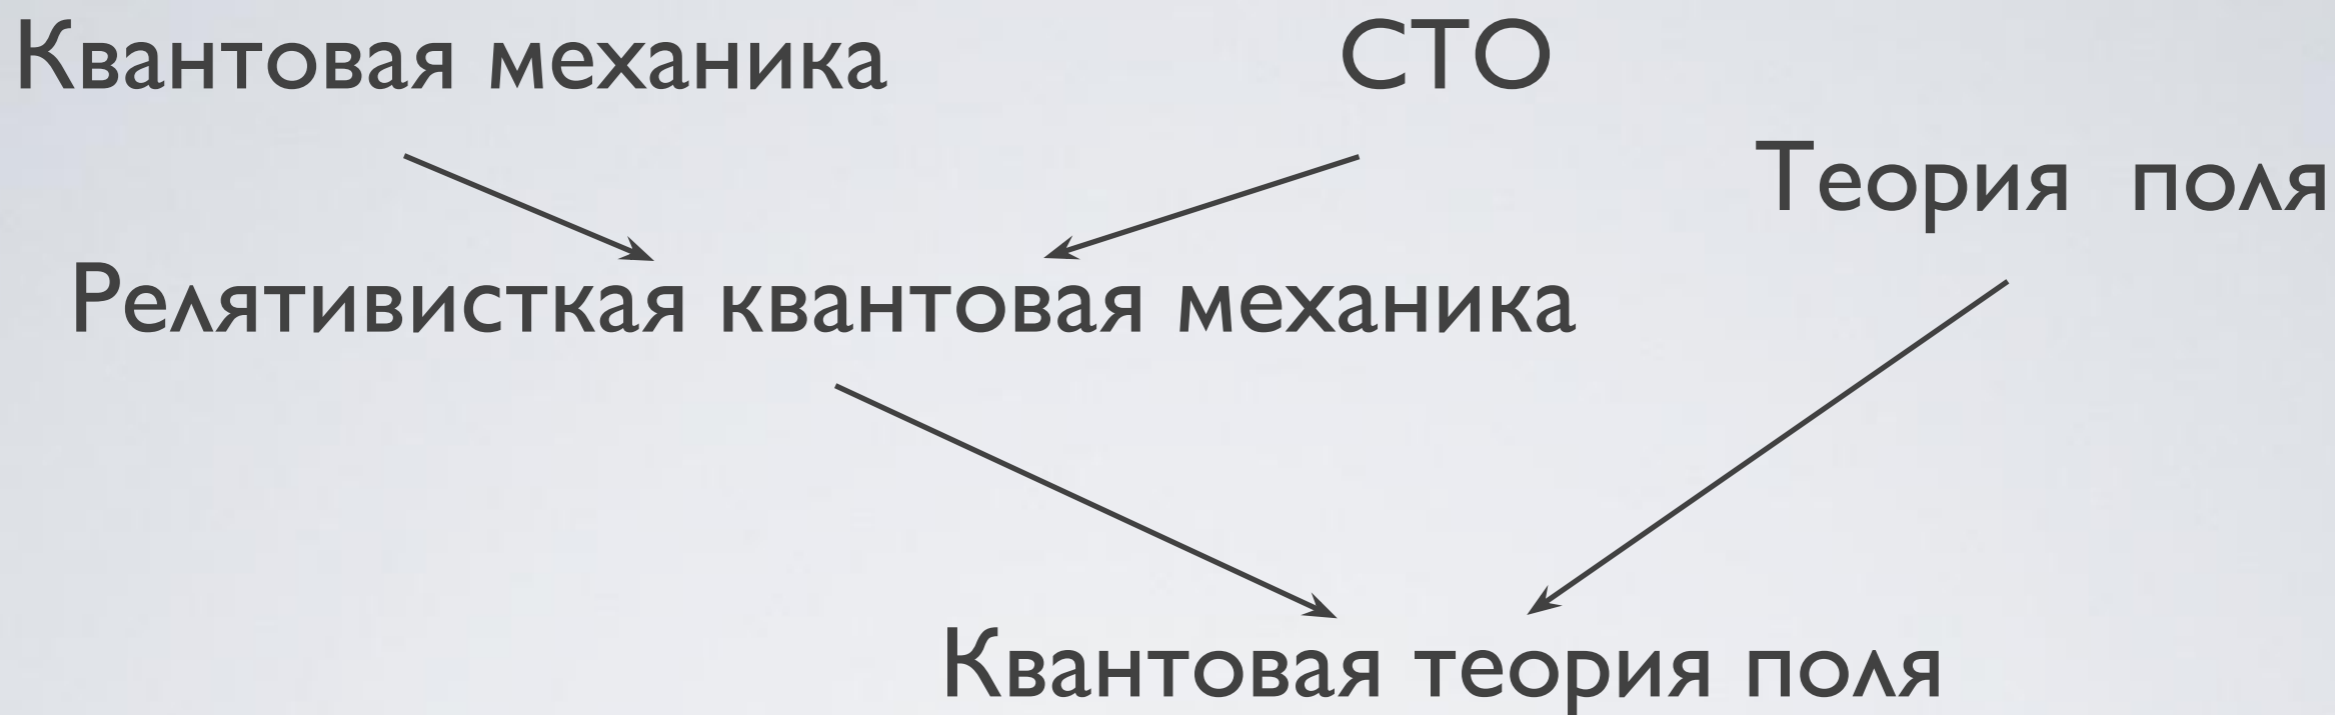 Квантовая механика
СТО
Теория поля
Релятивисткая квантовая механика
Квантовая теория поля